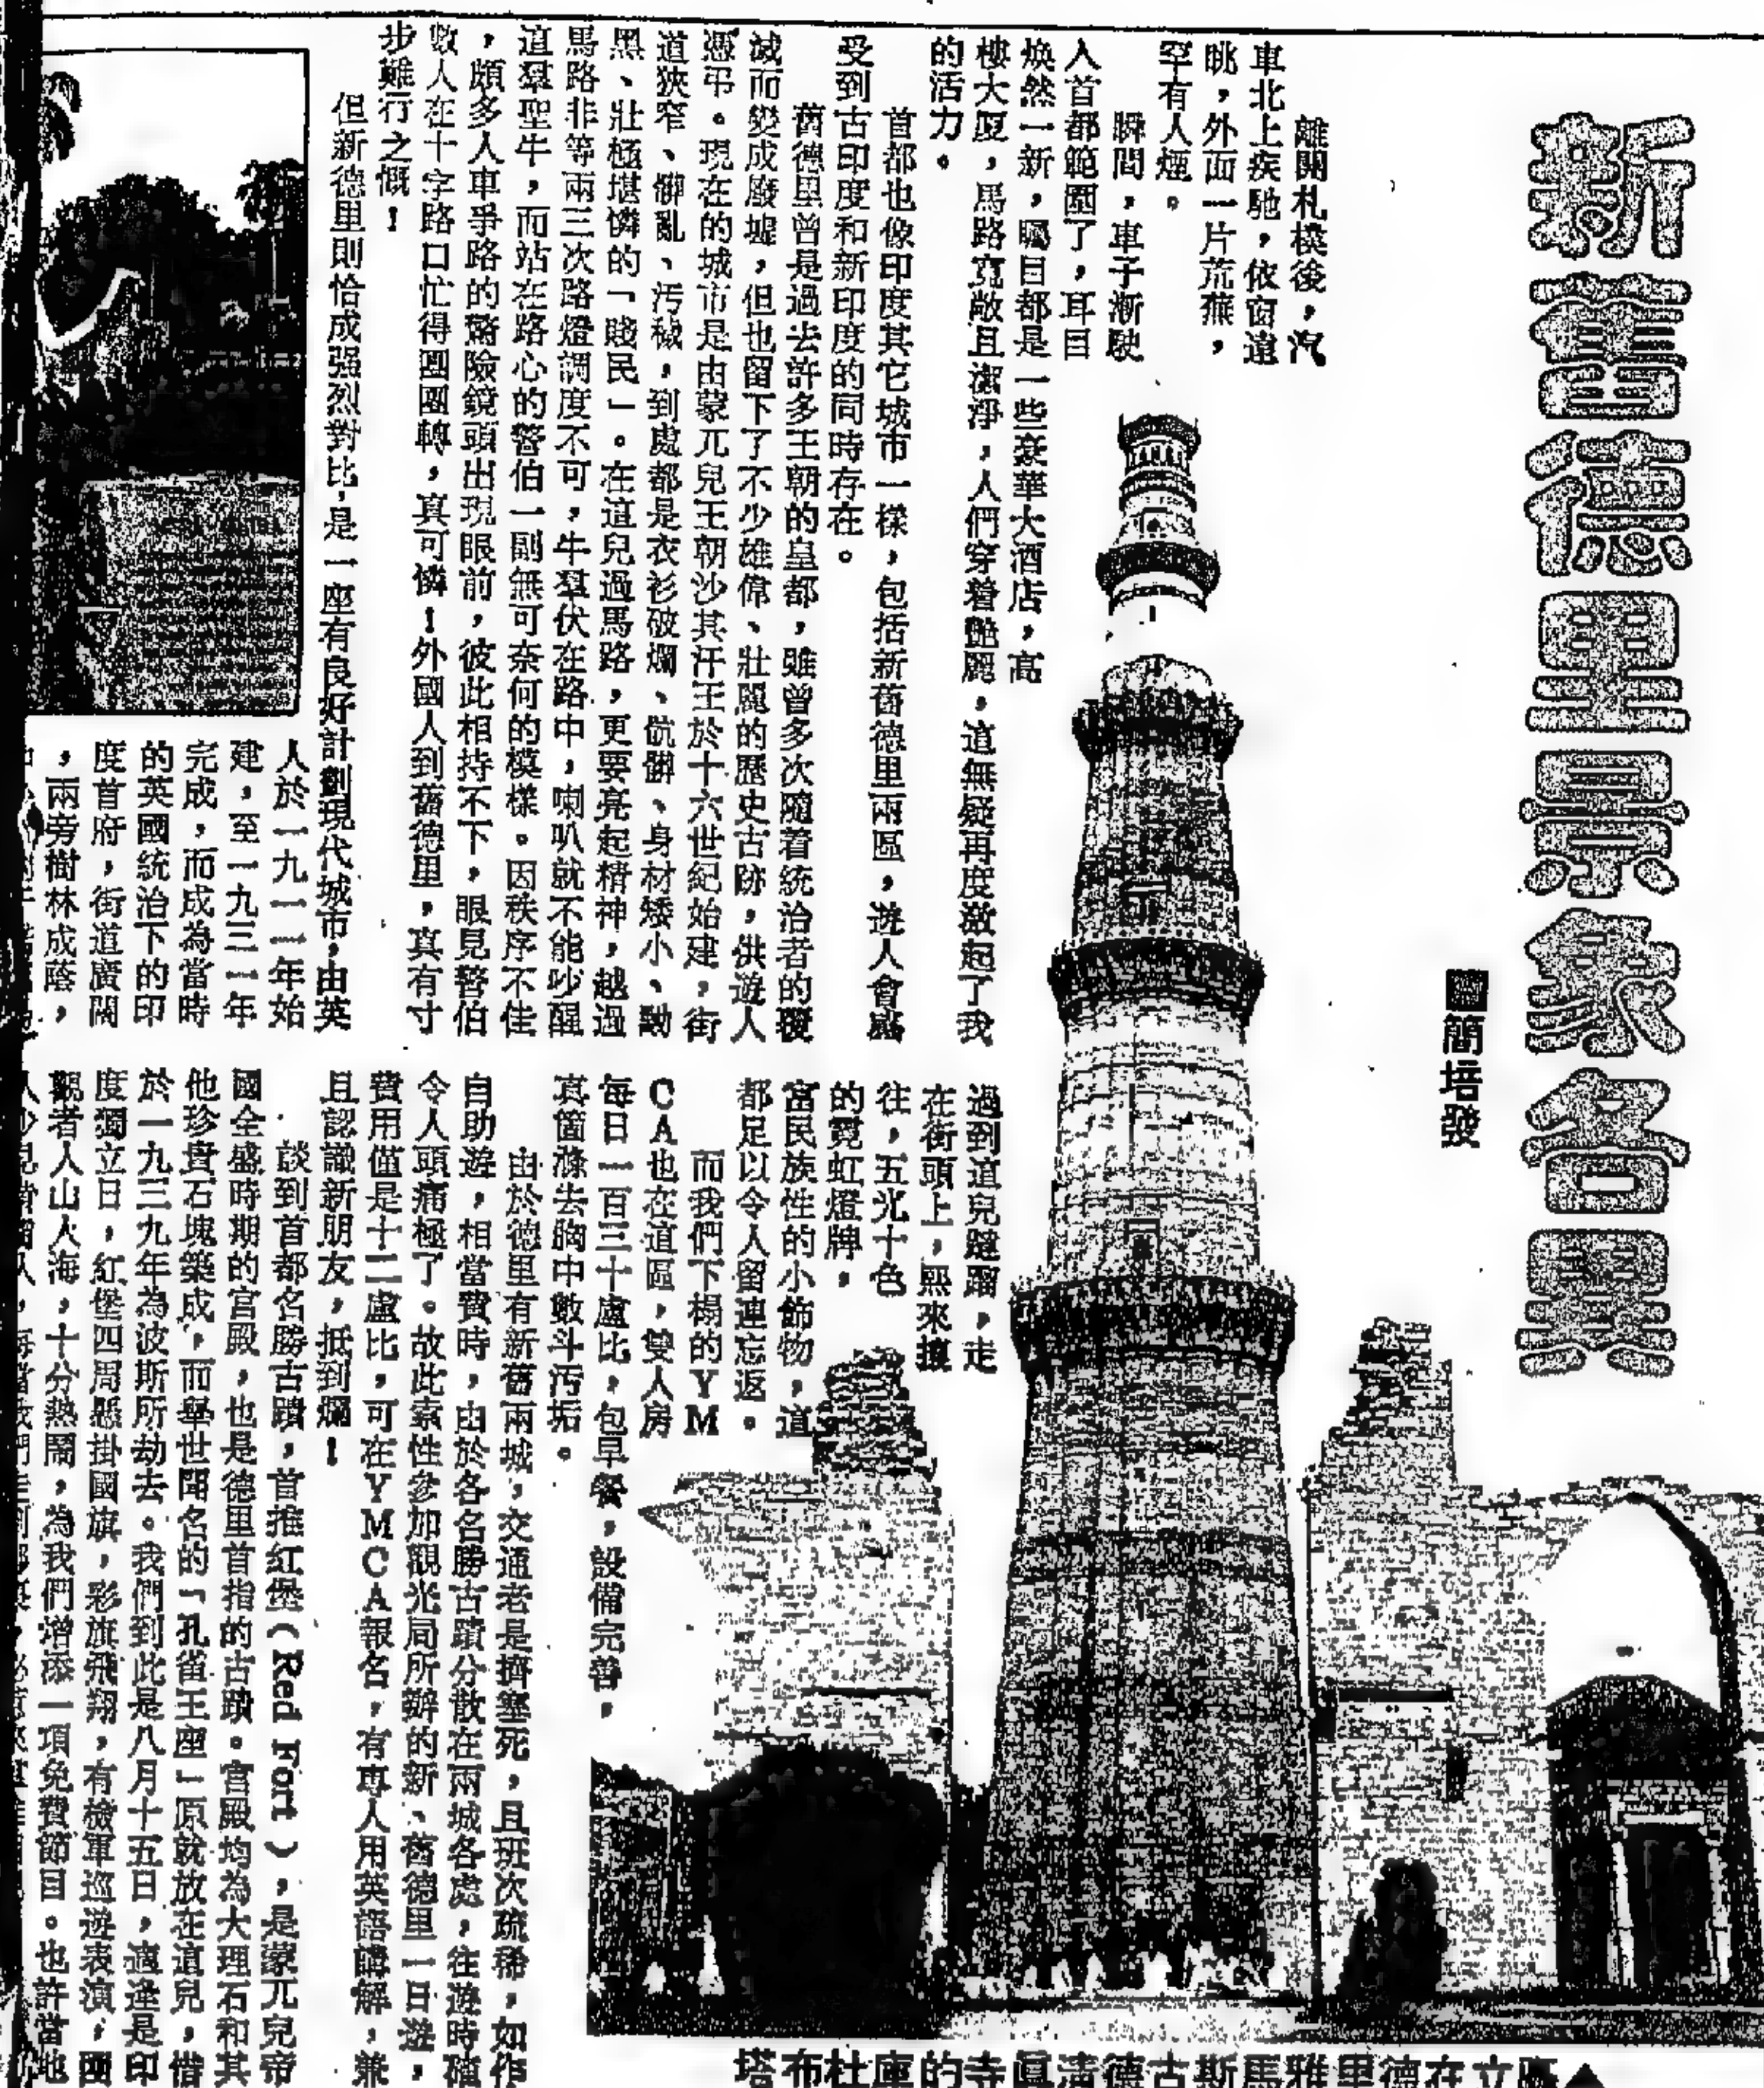 新舊德里景象各異
簡培發
離開札樸後，汽
車北上疾馳，依窗遠
眺，外面一片荒蕪，
罕有人煙。
瞬間，車子漸駛
入首都範圍了，耳目
煥然一新，矚目都是一些豪華大酒店，高
樓大厦，馬路寬敞且潔淨，人們穿着艷麗，這無疑再度激起了我
的活力。
首都也像印度其它城市一樣，包括新舊德里兩區，遊人會感
受到古印度和新印度的同時存在。
舊德里曾是過去許多王朝的皇都，雖曾多次隨着統治者的覆
滅而變成廢墟，但也留下了不少雄偉、壯麗的歷史古跡，供遊人
憑弔。現在的城市是由蒙兀兒王朝沙其汗王於十六世紀始建，街
道狹窄、髒亂、污穢，到處都是衣衫破爛、骯髒、身材矮小、黝
黑、壯極堪憐的「賤民」。在這兒過馬路，更要亮起精神，越過
馬路非等兩三次路燈調度不可，牛羣伏在路中，喇叭就不能吵醒
這羣聖牛，而站在路心的警伯一副無可奈何的模樣。因秩序不佳
，頗多人車爭路的驚險鏡頭出現眼前，彼此相持不下，眼見警伯
數人在十字路口忙得團團轉，真可憐！外國人到舊德里，真有寸
步難行之慨！
但新德里則恰成强烈對比，是一座有良好計劃現代城市，由英
人於一九一一年始
建，至一九三一年
完成，而成為當時
的英國統治下的印
度首府，街道廣闊
，兩旁樹林成蔭，
過到這兒蹓躂，走
在街頭上，熙來攘
往，五光十色
的霓虹燈牌，
富民族性的小飾物，這
都足以令人留連忘返。
而我們下榻的ＹＭ
ＣＡ也在這區，雙人房
每日一百三十盧比，包早餐，設備完善，
真箇滌去胸中數斗污垢。
由於德里有新舊兩城，交通老是擠塞死，且班次疏稀，如作
自助遊，相當費時，由於各名勝古蹟分散在兩城各處，往遊時確
令人頭痛極了。故此索性參加觀光局所辦的新、舊德里一日遊，
費用僅是十二盧比，可在ＹＭＣＡ報名，有專人用英語講解，兼
且認識新朋友，抵到爛！
談到首都名勝古蹟，首推紅堡（Red Fort），是蒙兀兒帝
國全盛時期的宮殿，也是德里首指的古蹟。宮殿均為大理石和其
他珍貴石塊築成，而舉世聞名的「孔雀王座」原就放在這兒，惜
於一九三九年為波斯所劫去。我們到此是八月十五日，適逢是印
度獨立日，紅堡四周懸掛國旗，彩旗飛翔，有檢軍巡遊表演，圍
觀者人山人海，十分熱鬧，為我們增添一項免費節目。也許當地
▲矗立在德里雅馬斯古德清真寺的庫杜布塔